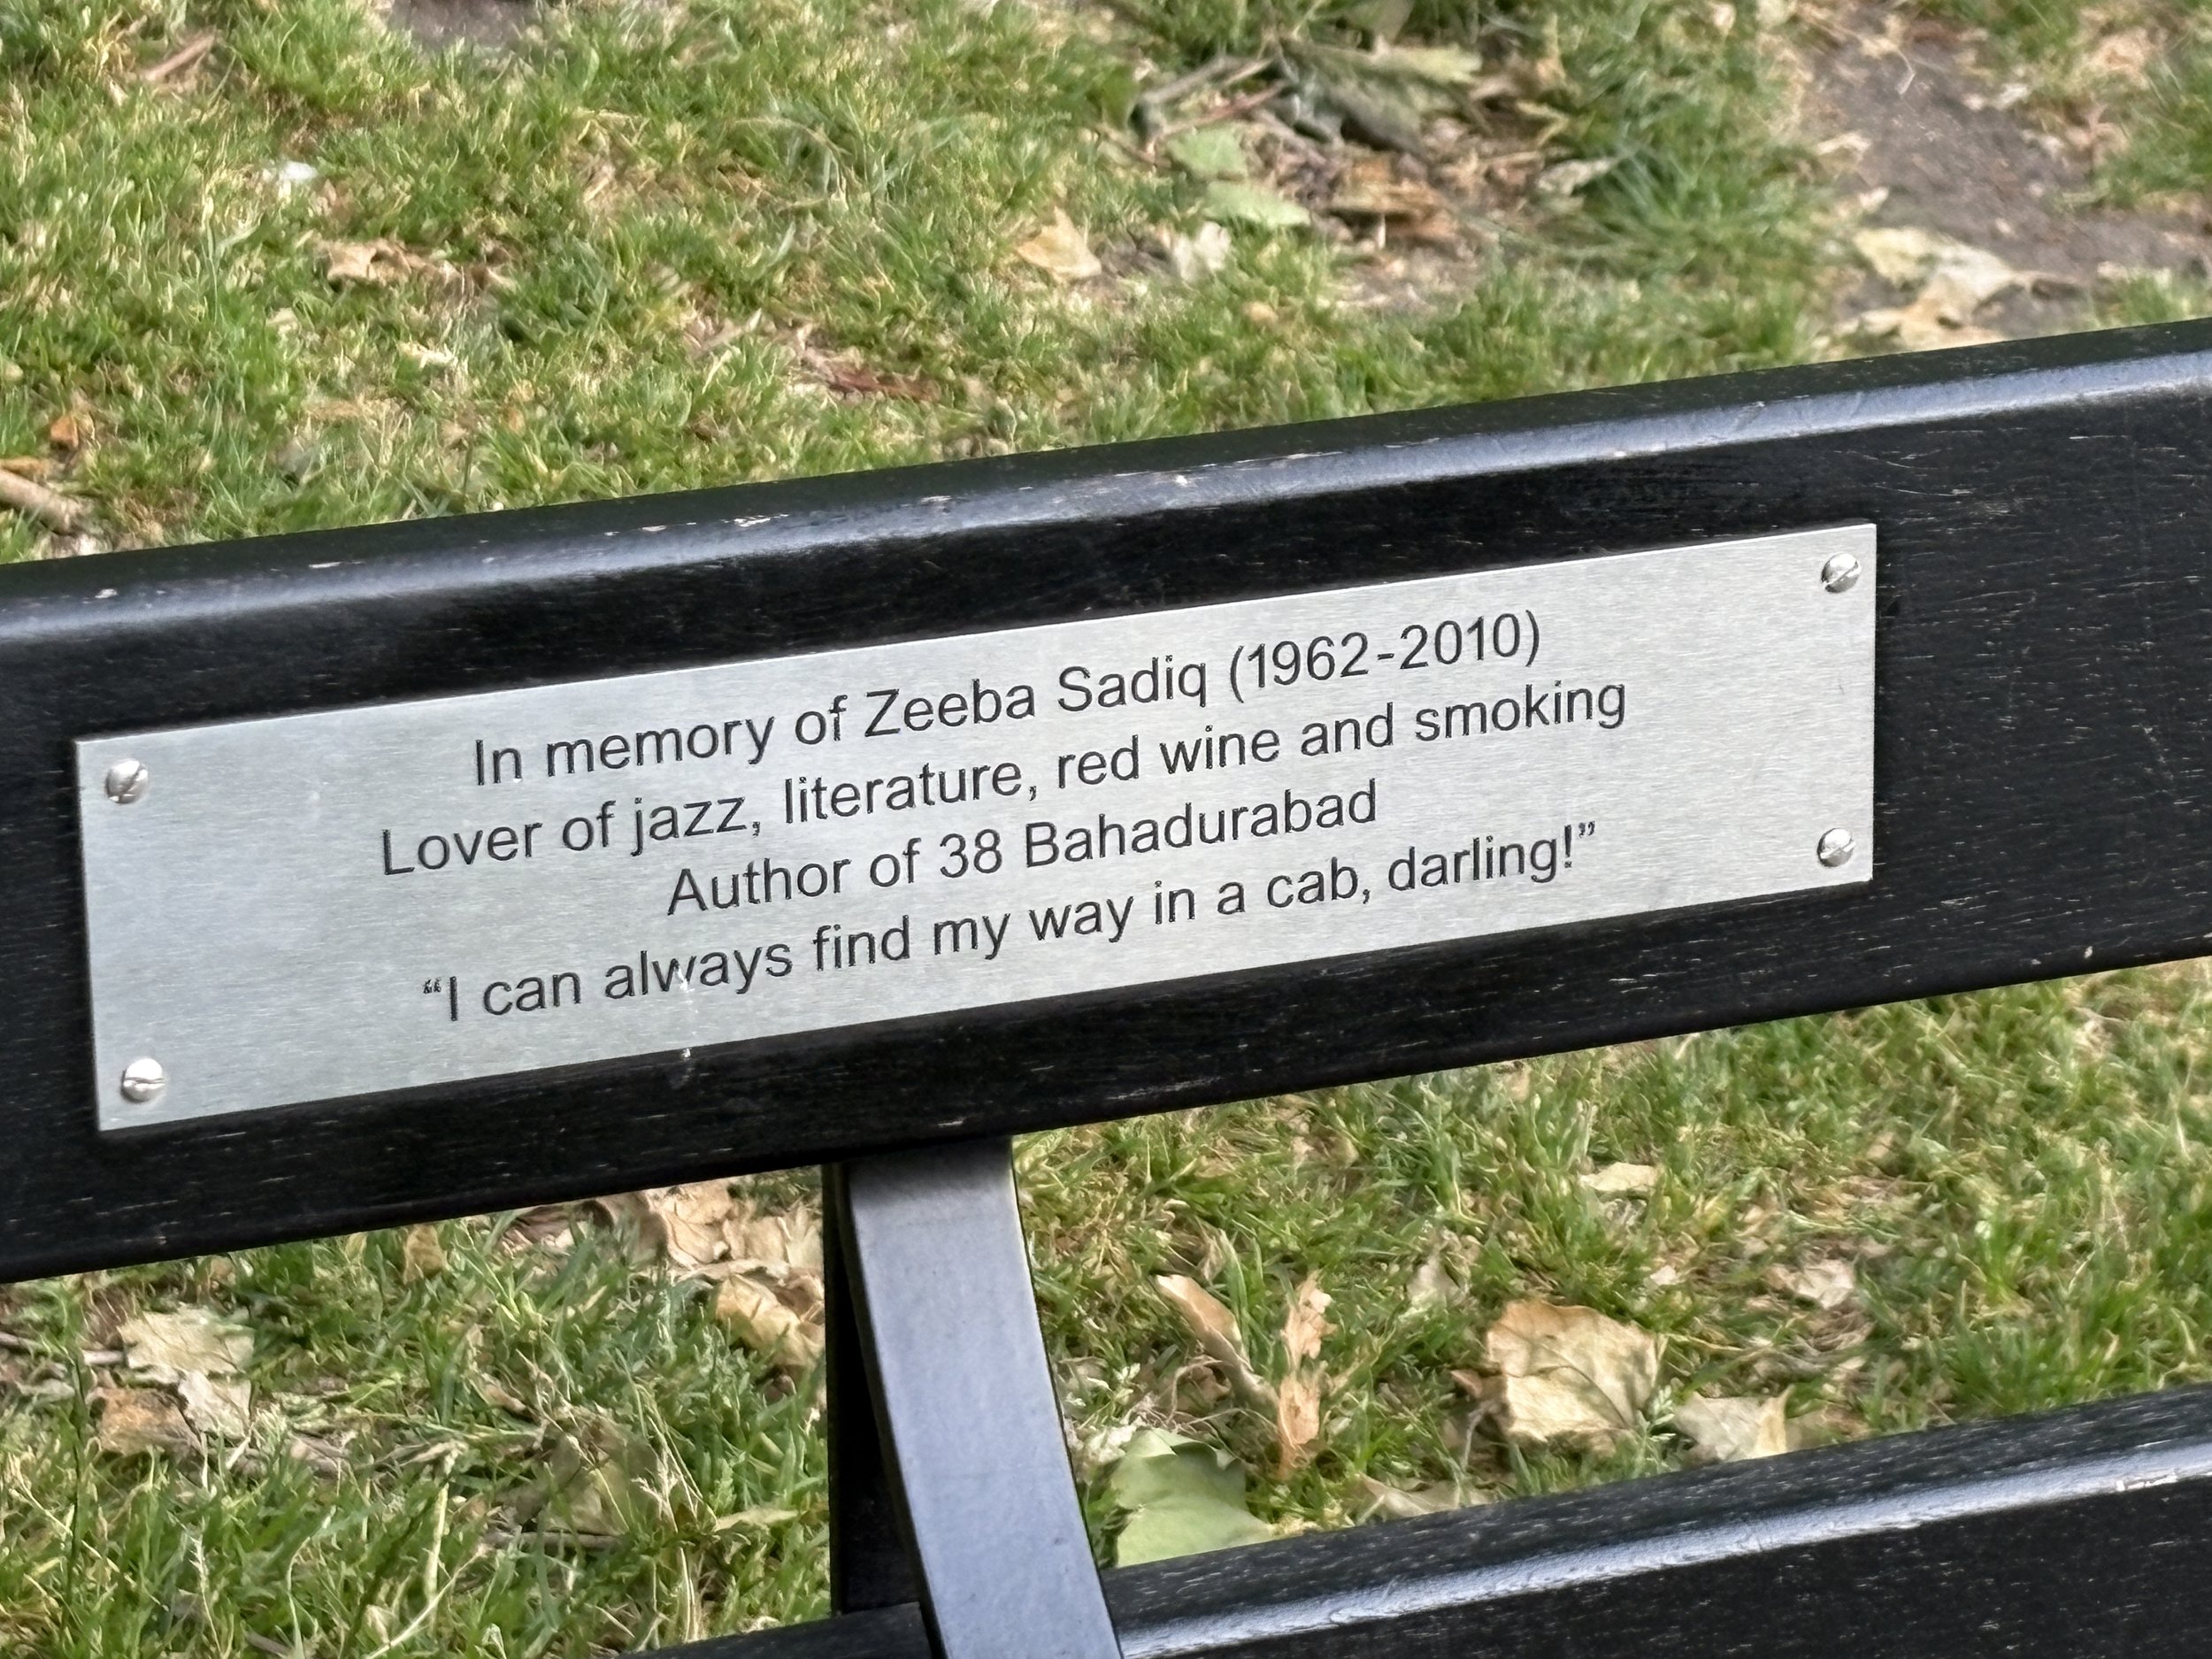 In memory of Zeeba Sadiq (1962-2010)
Lover of jazz, literature, red wine and smoking
Author of 38 Bahadurabad
“I can always find my way in a cab, darling!”